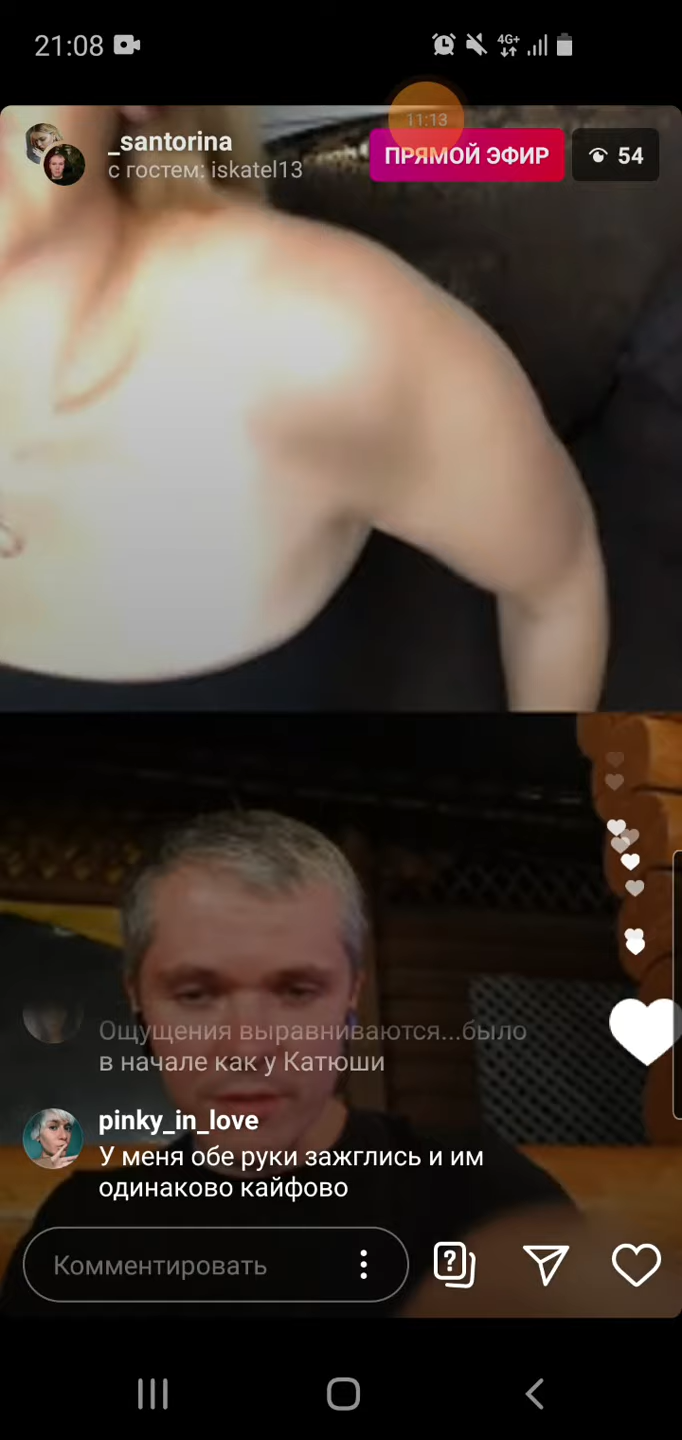 21:08
4G+
11:13
_santorina
с гостем: iskatel13
ПРЯМОЙ ЭФИР
54
Ощущения выравниваются...было
в начале как у Катюши
pinky_in_love
У меня обе руки зажглись и им
одинаково кайфово
Комментировать